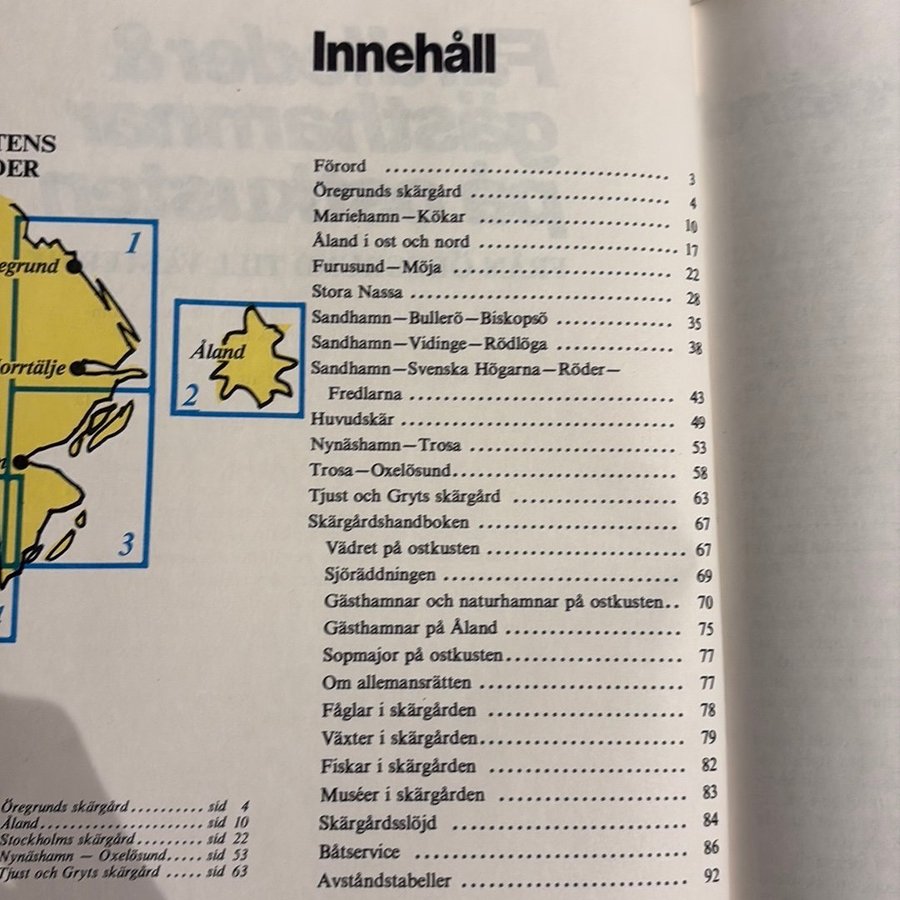 Innehåll
TENS
DER
1
egrund
orrtälje
Åland
2
3
Förord .......... 3
Öregrunds skärgård .......... 4
Mariehamn—Kökar .......... 10
Åland i ost och nord .......... 17
Furusund—Möja .......... 22
Stora Nassa .......... 28
Sandhamn—Bullerö—Biskopsö .......... 35
Sandhamn—Vidinge—Rödlöga .......... 38
Sandhamn—Svenska Högarna—Röder—
Fredlarna .......... 43
Huvudskär .......... 49
Nynäshamn—Trosa .......... 53
Trosa—Oxelösund .......... 58
Tjust och Gryts skärgård .......... 63
Skärgårdshandboken .......... 67
Vädret på ostkusten .......... 67
Sjöräddningen .......... 69
Gästhamnar och naturhamnar på ostkusten .. 70
Gästhamnar på Åland .......... 75
Sopmajor på ostkusten .......... 77
Om allemansrätten .......... 77
Fåglar i skärgården .......... 78
Växter i skärgården .......... 79
Fiskar i skärgården .......... 82
Muséer i skärgården .......... 83
Skärgårdsslöjd .......... 84
Båtservice .......... 86
Avståndstabeller .......... 92
Öregrunds skärgård .......... sid 4
Åland .......... sid 10
Stockholms skärgård .......... sid 22
Nynäshamn — Oxelösund ..... sid 53
Tjust och Gryts skärgård ..... sid 63